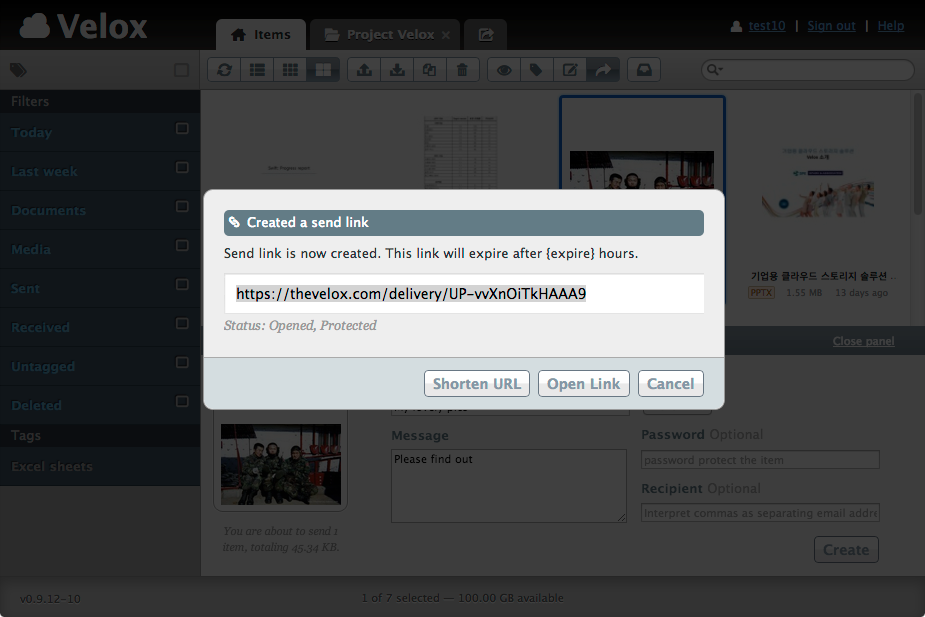 Velox
Items
Project Velox
test10 | Sign out | Help
Filters
Today
Last week
Documents
Media
Sent
Received
Untagged
Deleted
Tags
Excel sheets
Velox 소개
기업용 클라우드 스토리지 솔루션 ..
PPTX 1.55 MB 13 days ago
Created a send link
Send link is now created. This link will expire after {expire} hours.
https://thevelox.com/delivery/UP-vvXnOiTkHAAA9
Status: Opened, Protected
Shorten URL
Open Link
Cancel
Close panel
Message
Please find out
Password Optional
password protect the item
Recipient Optional
Interpret commas as separating email addre
You are about to send 1
item, totaling 45.34 KB.
Create
v0.9.12-10
1 of 7 selected — 100.00 GB available